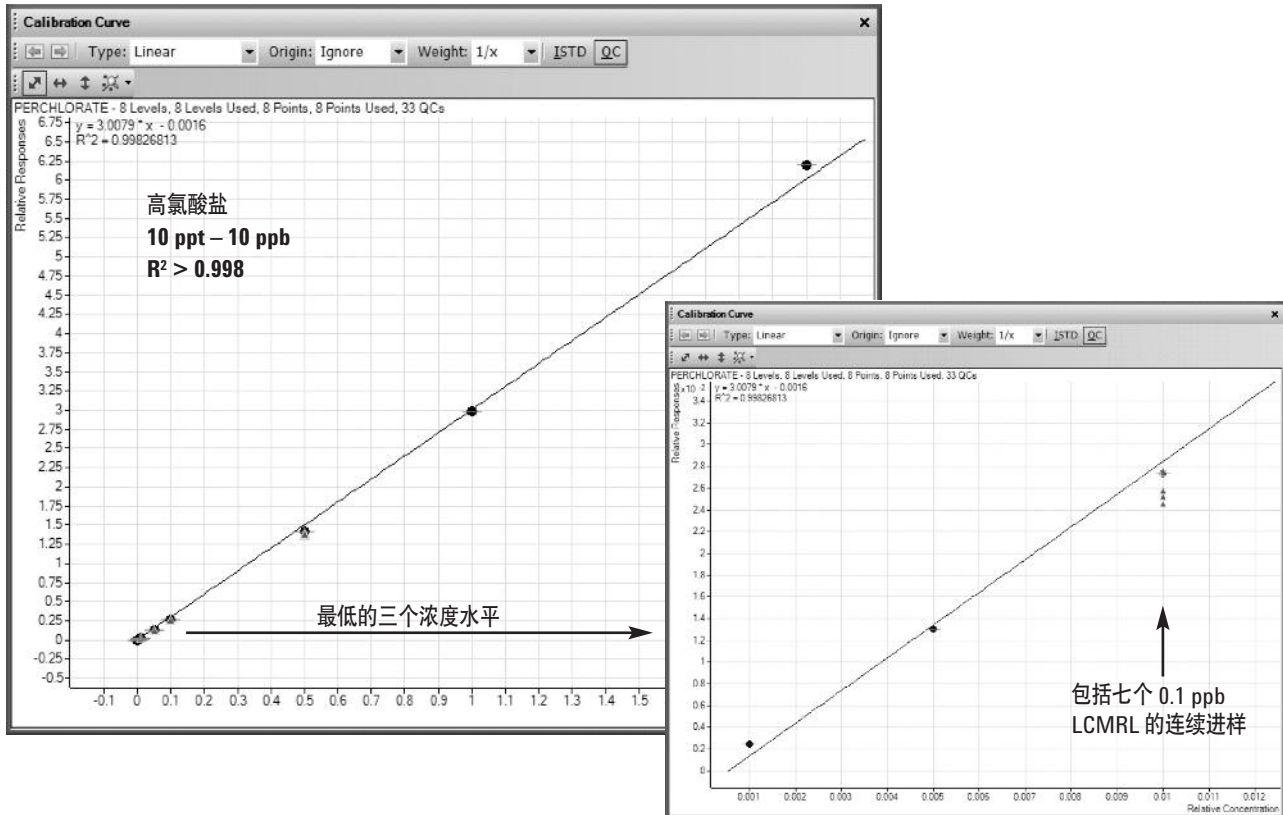 Calibration Curve
Type: Linear Origin: Ignore Weight: 1/x ISTD QC
PERCHLORATE - 8 Levels, 8 Levels Used, 8 Points, 8 Points Used, 33 QCs
y = 3.0079 * x - 0.0016
R^2 = 0.99826813
Relative Responses
6.75
6.5
6.25
6
5.75
5.5
5.25
5
4.75
4.5
4.25
4
3.75
3.5
3.25
3
2.75
2.5
2.25
2
1.75
1.5
1.25
1
0.75
0.5
0.25
0
-0.25
-0.5
高氯酸盐
10 ppt – 10 ppb
R² > 0.998
最低的三个浓度水平
-0.1 0 0.1 0.2 0.3 0.4 0.5 0.6 0.7 0.8 0.9 1 1.1 1.2 1.3 1.4 1.5
Calibration Curve
Type: Linear Origin: Ignore Weight: 1/x ISTD QC
PERCHLORATE - 8 Levels, 8 Levels Used, 8 Points, 8 Points Used, 33 QCs
x10 -2
y = 3.0079 * x - 0.0016
R^2 = 0.99826813
Relative Responses
3.4
3.2
3
2.8
2.6
2.4
2.2
2
1.8
1.6
1.4
1.2
1
0.8
0.6
0.4
0.2
0
包括七个 0.1 ppb
LCMRL 的连续进样
0.001 0.002 0.003 0.004 0.005 0.006 0.007 0.008 0.009 0.01 0.011 0.012
Relative Concentration